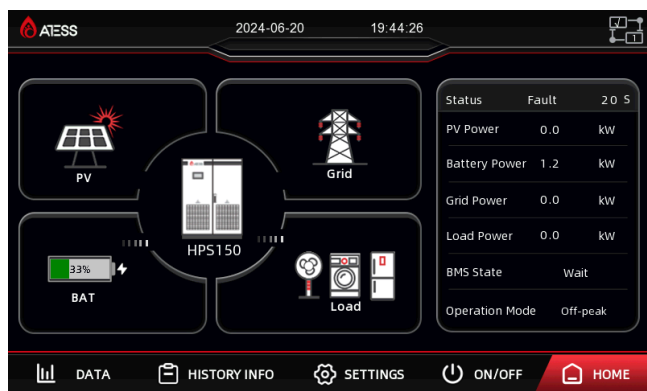 ATESS 2024-06-20 19:44:26
1
Status Fault 20 S
PV Power 0.0 kW
Battery Power 1.2 kW
Grid Power 0.0 kW
Load Power 0.0 kW
BMS State Wait
Operation Mode Off-peak
PV
Grid
HPS150
33%
BAT
Load
DATA HISTORY INFO SETTINGS ON/OFF HOME